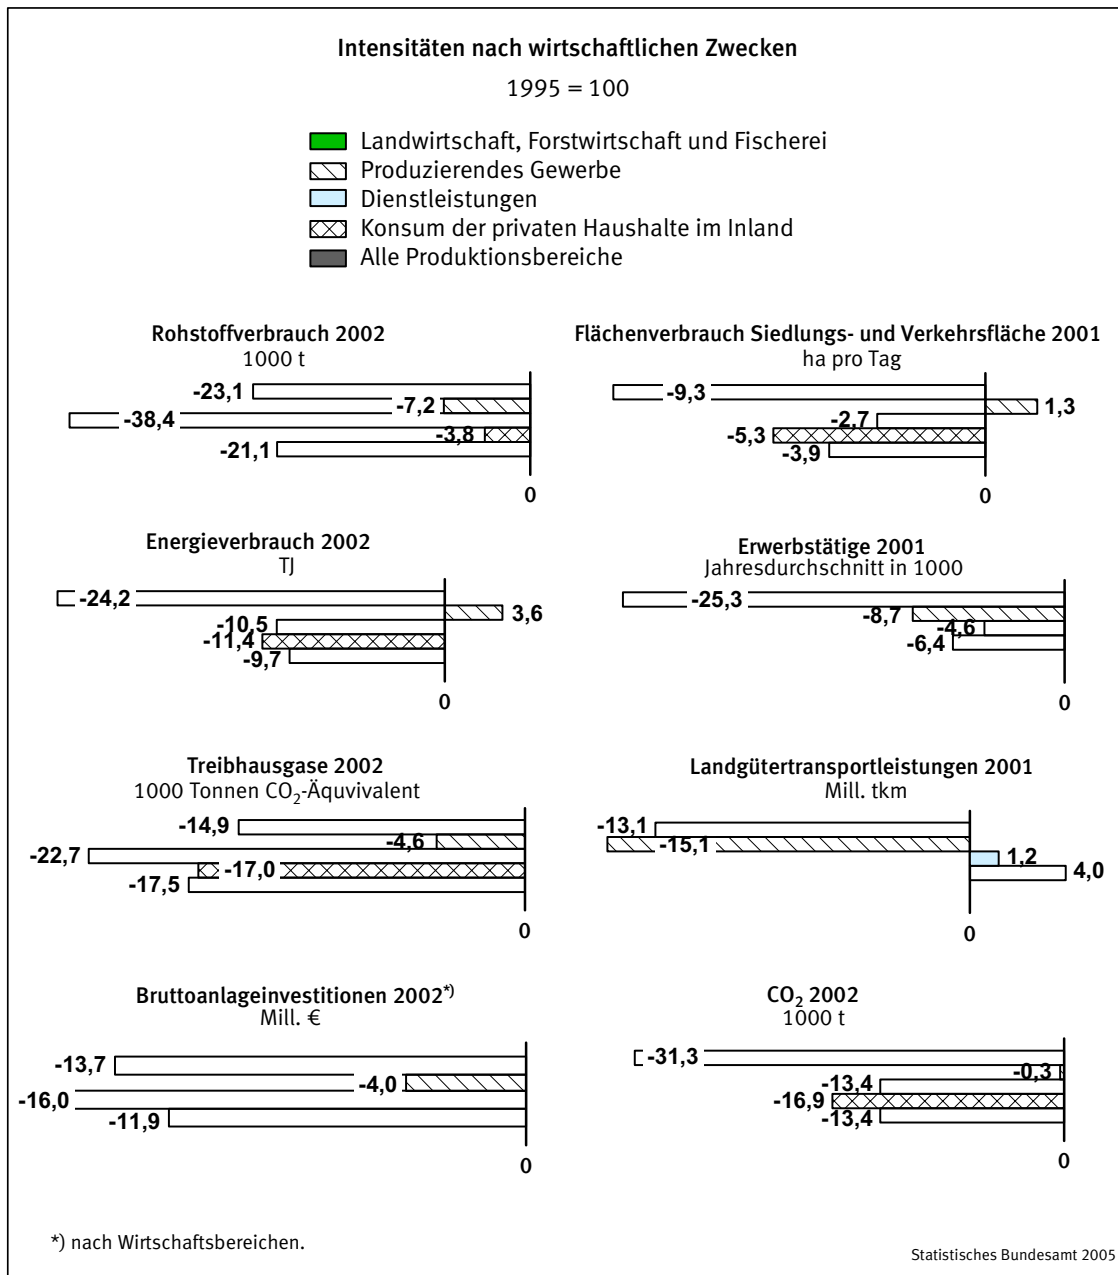 Intensitäten nach wirtschaftlichen Zwecken
1995 = 100
Landwirtschaft, Forstwirtschaft und Fischerei
Produzierendes Gewerbe
Dienstleistungen
Konsum der privaten Haushalte im Inland
Alle Produktionsbereiche
Rohstoffverbrauch 2002
1000 t
-23,1
-7,2
-38,4
-3,8
-21,1
0
Flächenverbrauch Siedlungs- und Verkehrsfläche 2001
ha pro Tag
-9,3
1,3
-2,7
-5,3
-3,9
0
Energieverbrauch 2002
TJ
-24,2
3,6
-10,5
-11,4
-9,7
0
Erwerbstätige 2001
Jahresdurchschnitt in 1000
-25,3
-8,7
-4,6
-6,4
0
Treibhausgase 2002
1000 Tonnen CO₂-Äquvivalent
-14,9
-4,6
-22,7
-17,0
-17,5
0
Landgütertransportleistungen 2001
Mill. tkm
-13,1
-15,1
1,2
4,0
0
Bruttoanlageinvestitionen 2002*)
Mill. €
-13,7
-4,0
-16,0
-11,9
0
CO₂ 2002
1000 t
-31,3
-0,3
-13,4
-16,9
-13,4
0
*) nach Wirtschaftsbereichen.
Statistisches Bundesamt 2005